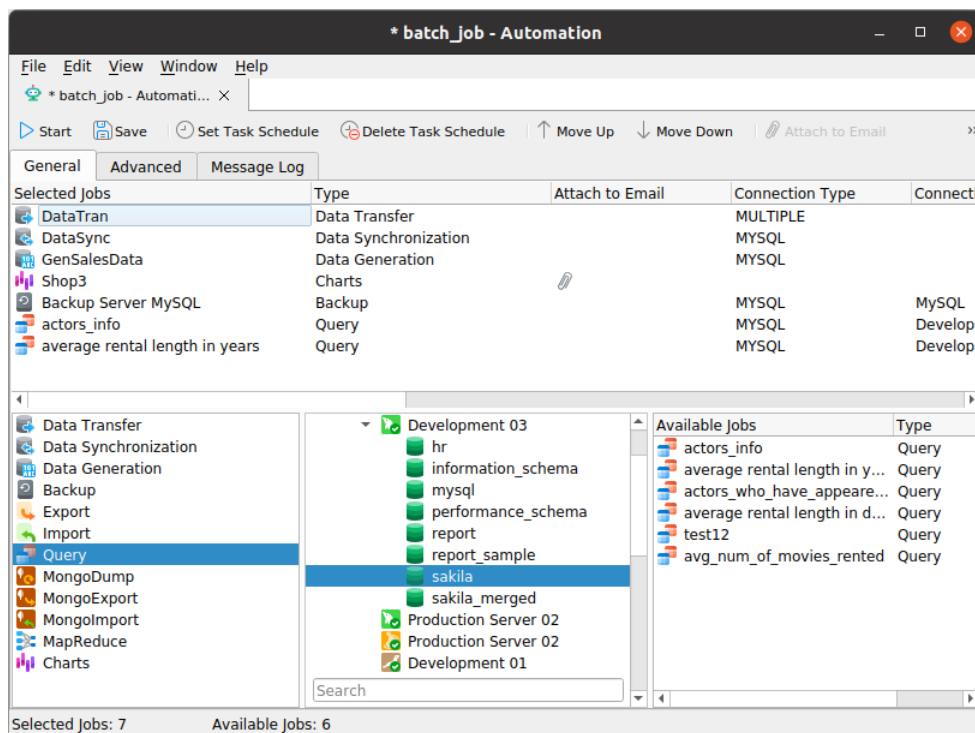 * batch_job - Automation
File Edit View Window Help
* batch_job - Automati...
Start Save Set Task Schedule Delete Task Schedule Move Up Move Down Attach to Email
General Advanced Message Log
Selected Jobs Type Attach to Email Connection Type Connecti
DataTran Data Transfer MULTIPLE
DataSync Data Synchronization MYSQL
GenSalesData Data Generation MYSQL
Shop3 Charts
Backup Server MySQL Backup MYSQL MySQL
actors_info Query MYSQL Develop
average rental length in years Query MYSQL Develop
Data Transfer
Data Synchronization
Data Generation
Backup
Export
Import
Query
MongoDump
MongoExport
MongoImport
MapReduce
Charts
Development 03
hr
information_schema
mysql
performance_schema
report
report_sample
sakila
sakila_merged
Production Server 02
Production Server 02
Development 01
Search
Available Jobs Type
actors_info Query
average rental length in y... Query
actors_who_have_appeare... Query
average rental length in d... Query
test12 Query
avg_num_of_movies_rented Query
Selected Jobs: 7 Available Jobs: 6